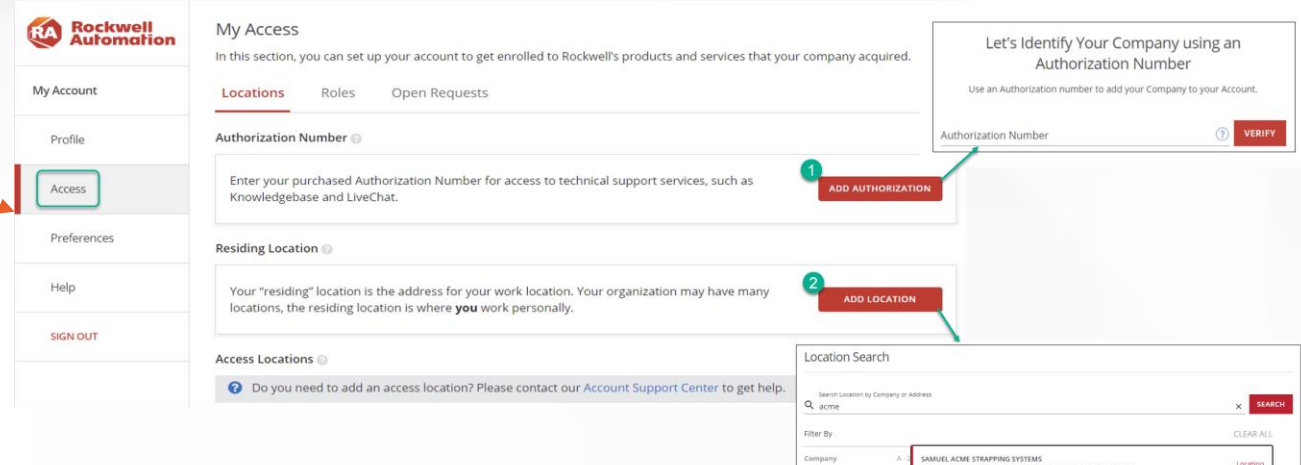 RA Rockwell
Automation
My Account
Profile
Access
Preferences
Help
SIGN OUT
My Access
In this section, you can set up your account to get enrolled to Rockwell's products and services that your company acquired.
Locations Roles Open Requests
Authorization Number ?
Enter your purchased Authorization Number for access to technical support services, such as
Knowledgebase and LiveChat.
1
ADD AUTHORIZATION
Residing Location ?
Your "residing" location is the address for your work location. Your organization may have many
locations, the residing location is where you work personally.
2
ADD LOCATION
Access Locations ?
? Do you need to add an access location? Please contact our Account Support Center to get help.
Let's Identify Your Company using an
Authorization Number
Use an Authorization number to add your Company to your Account.
Authorization Number ? VERIFY
Location Search
Search Location by Company or Address
acme X SEARCH
Filter By CLEAR ALL
Company A - Z SAMUEL ACME STRAPPING SYSTEMS Location